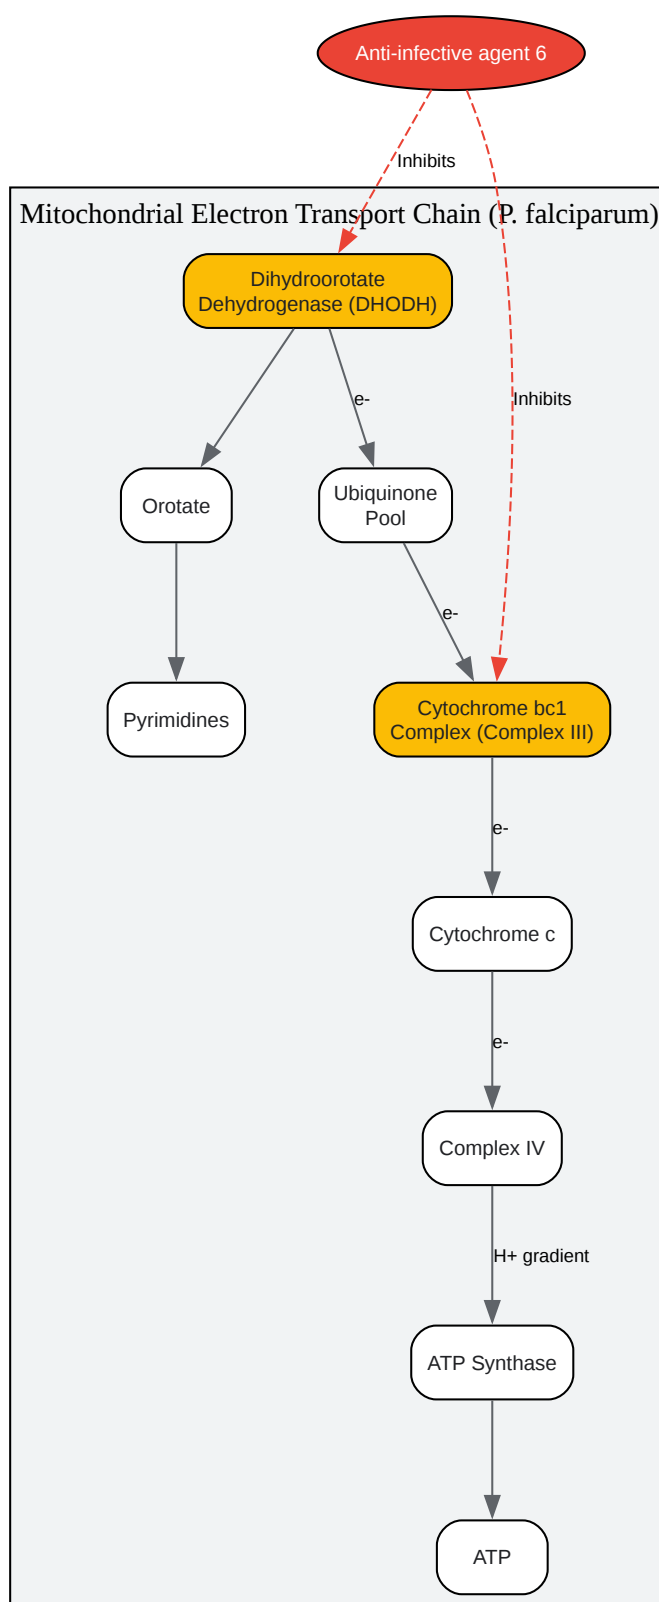 Anti-infective agent 6
Inhibits
Mitochondrial Electron Transport Chain (P. falciparum)
Dihydroorotate
Dehydrogenase (DHODH)
e-
Inhibits
Orotate
Ubiquinone
Pool
e-
Pyrimidines
Cytochrome bc1
Complex (Complex III)
e-
Cytochrome c
e-
Complex IV
H+ gradient
ATP Synthase
ATP